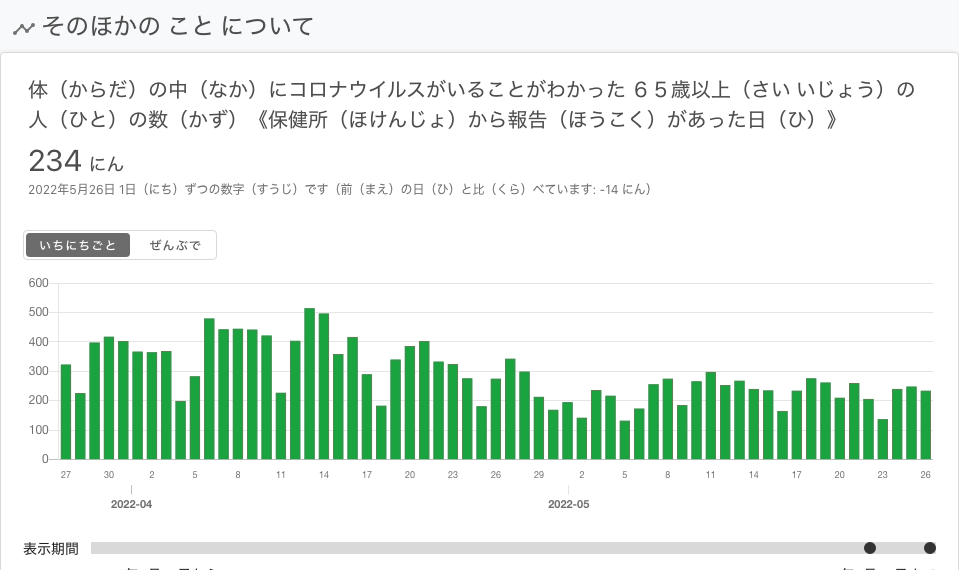 そのほかの こと について
体（からだ）の中（なか）にコロナウイルスがいることがわかった ６５歳以上（さい いじょう）の
人（ひと）の数（かず）《保健所（ほけんじょ）から報告（ほうこく）があった日（ひ）》
234 にん
2022年5月26日 1日（にち）ずつの数字（すうじ）です（前（まえ）の日（ひ）と比（くら）べています: -14 にん）
いちにちごと ぜんぶで
600
500
400
300
200
100
0
27 30 2 5 8 11 14 17 20 23 26 29 2 5 8 11 14 17 20 23 26
2022-04 2022-05
表示期間